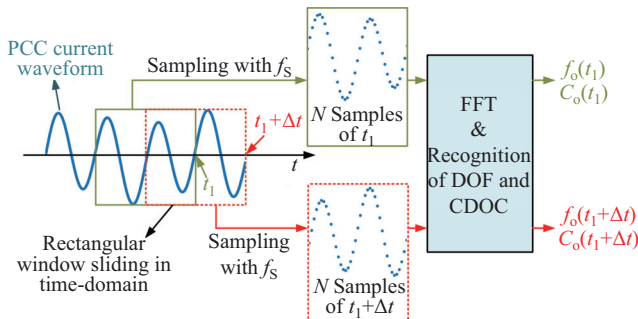 PCC current
waveform
Sampling with fS
t1+Δt
t
t1
Rectangular
window sliding in
time-domain
Sampling
with fS
N Samples
of t1
N Samples
of t1+Δt
FFT
&
Recognition
of DOF and
CDOC
fo(t1)
Co(t1)
fo(t1+Δt)
Co(t1+Δt)